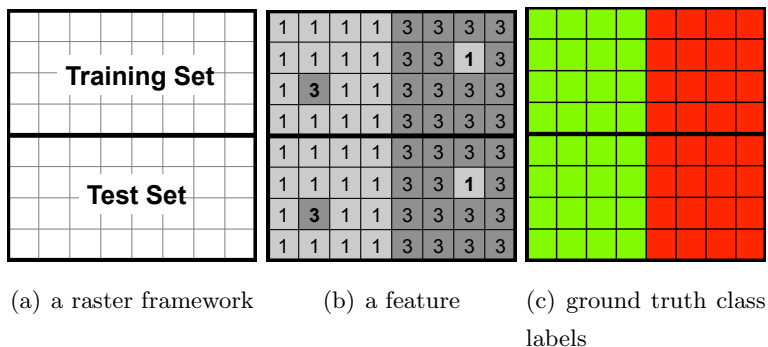 Training Set
Test Set
1 1 1 1 3 3 3 3
1 1 1 1 3 3 1 3
1 3 1 1 3 3 3 3
1 1 1 1 3 3 3 3
1 1 1 1 3 3 3 3
1 1 1 1 3 3 1 3
1 3 1 1 3 3 3 3
1 1 1 1 3 3 3 3
(a) a raster framework
(b) a feature
(c) ground truth class
labels